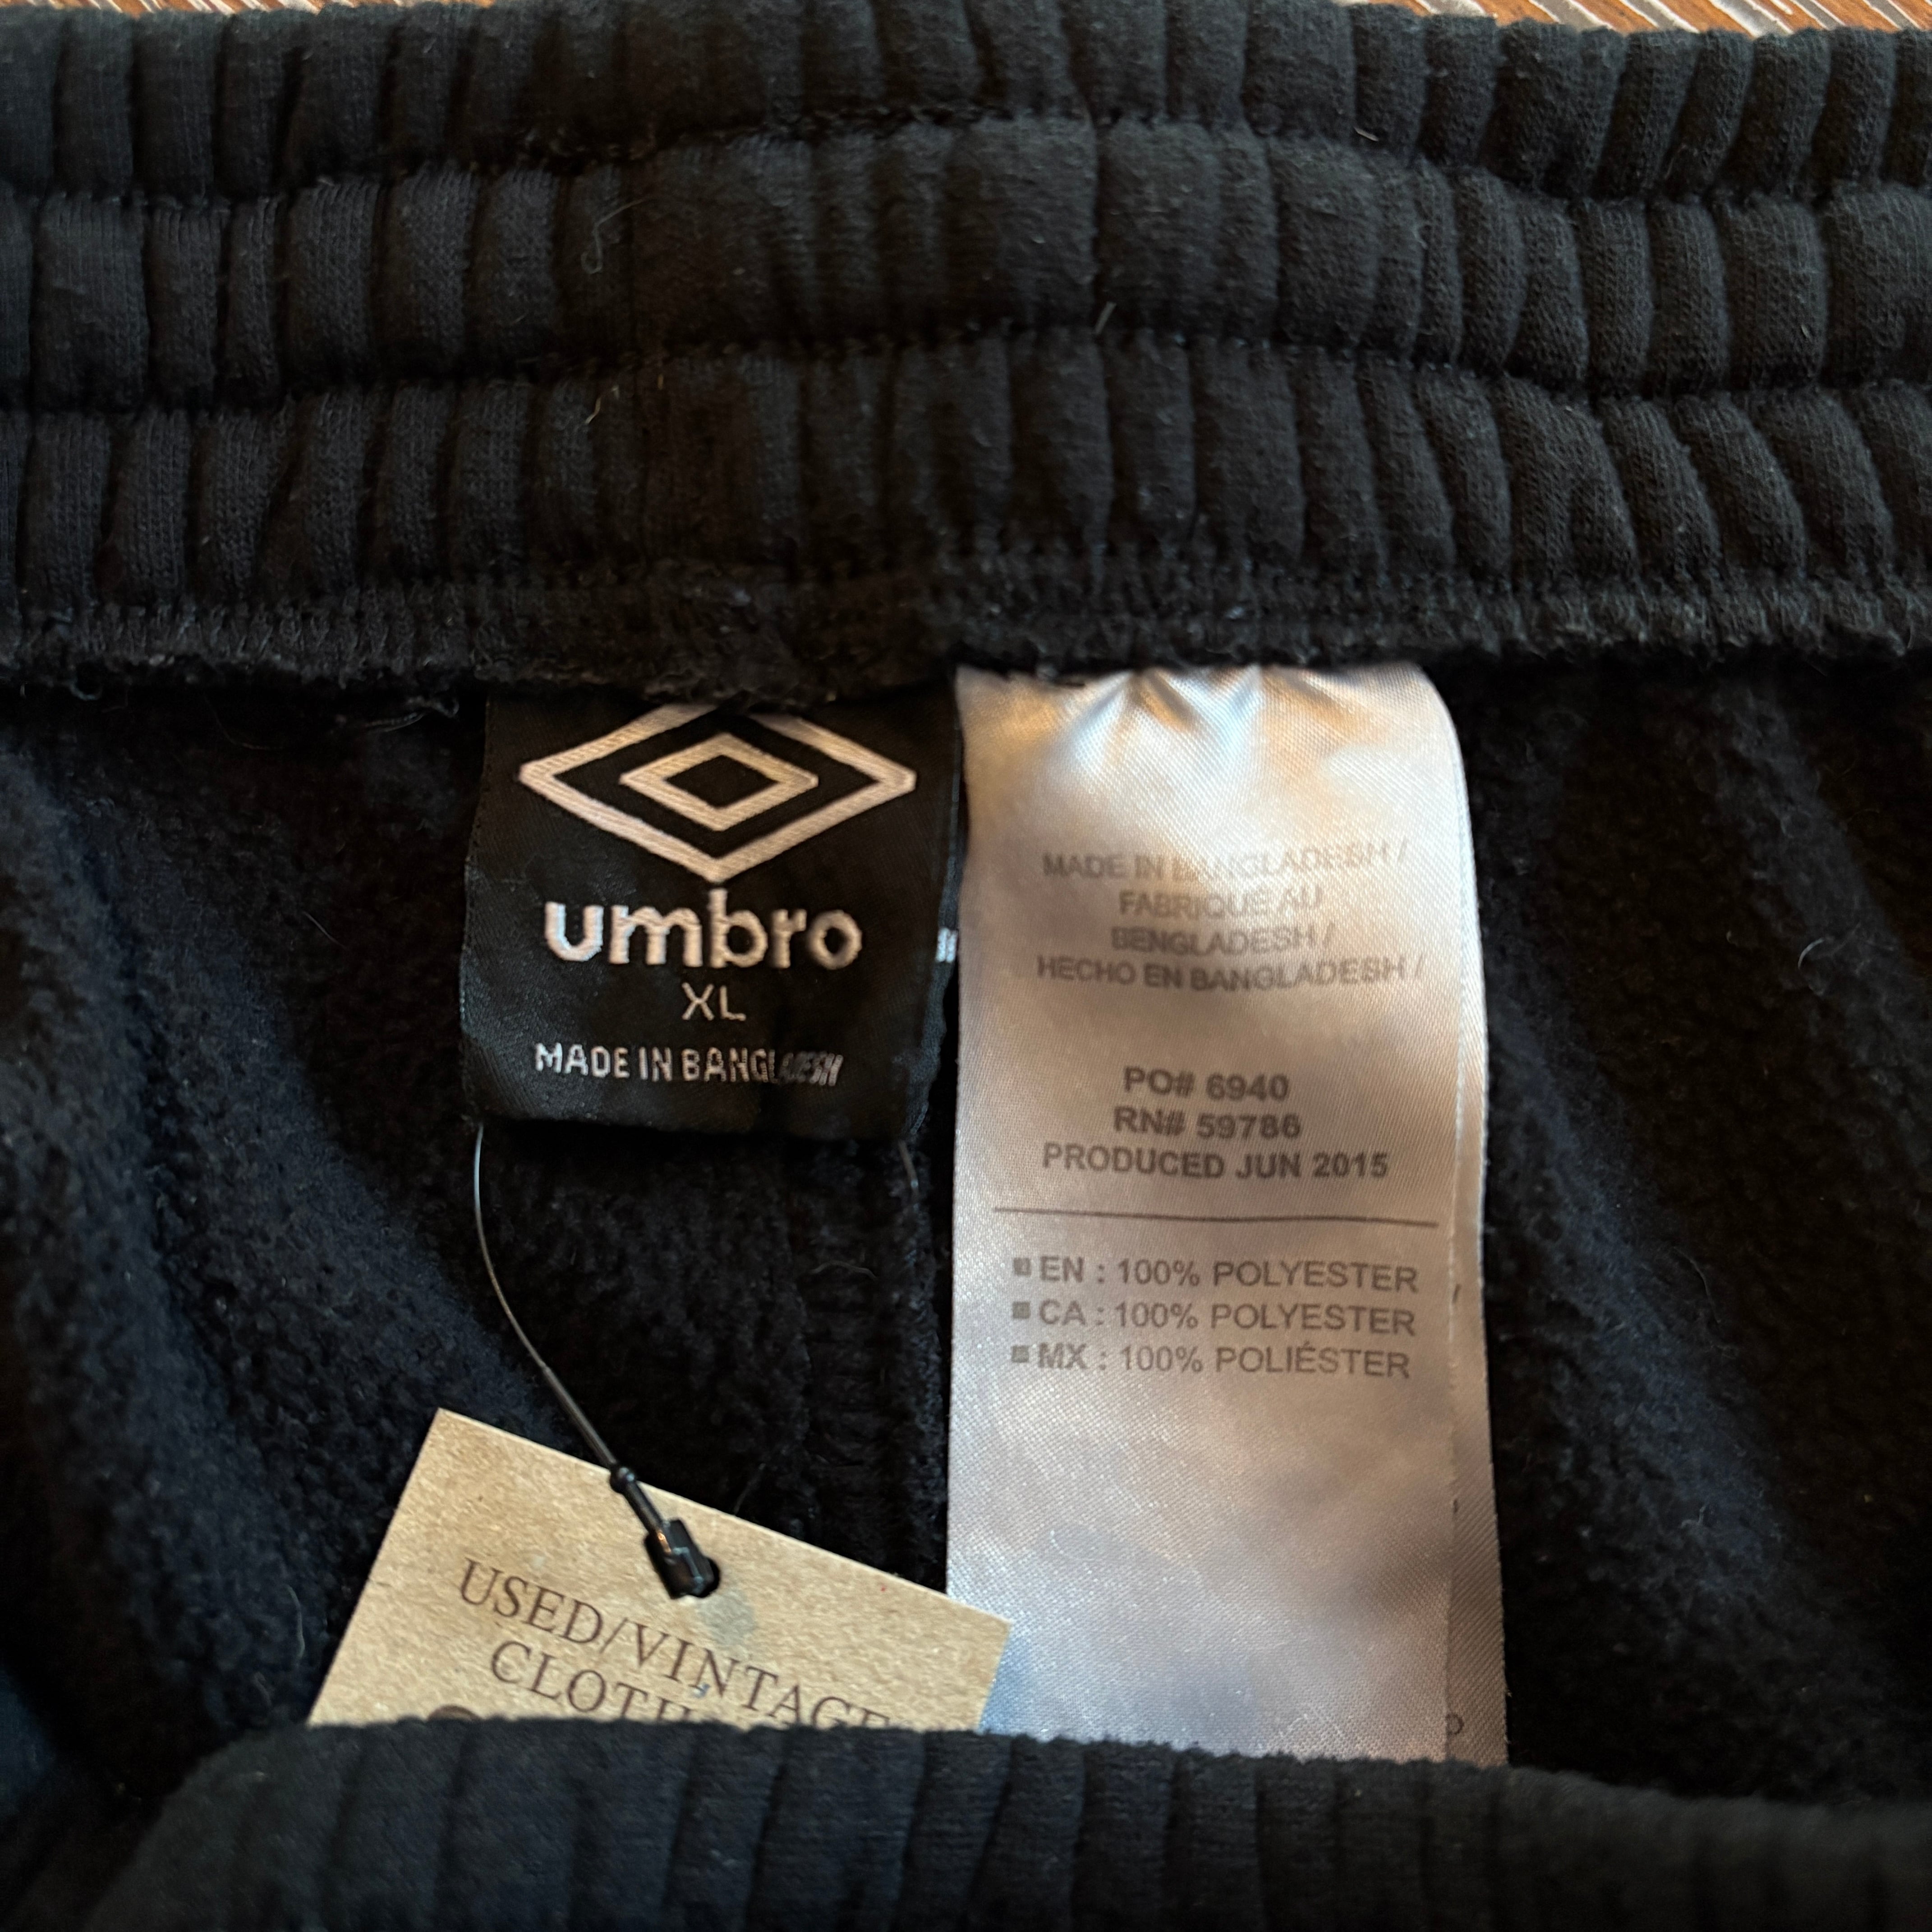 umbro
XL
MADE IN BANGLADESH
MADE IN BANGLADESH /
FABRIQUE AU
BENGLADESH /
HECHO EN BANGLADESH /
PO# 6940
RN# 59786
PRODUCED JUN 2015
EN : 100% POLYESTER
CA : 100% POLYESTER
MX : 100% POLIÉSTER
USED/VINTAGE